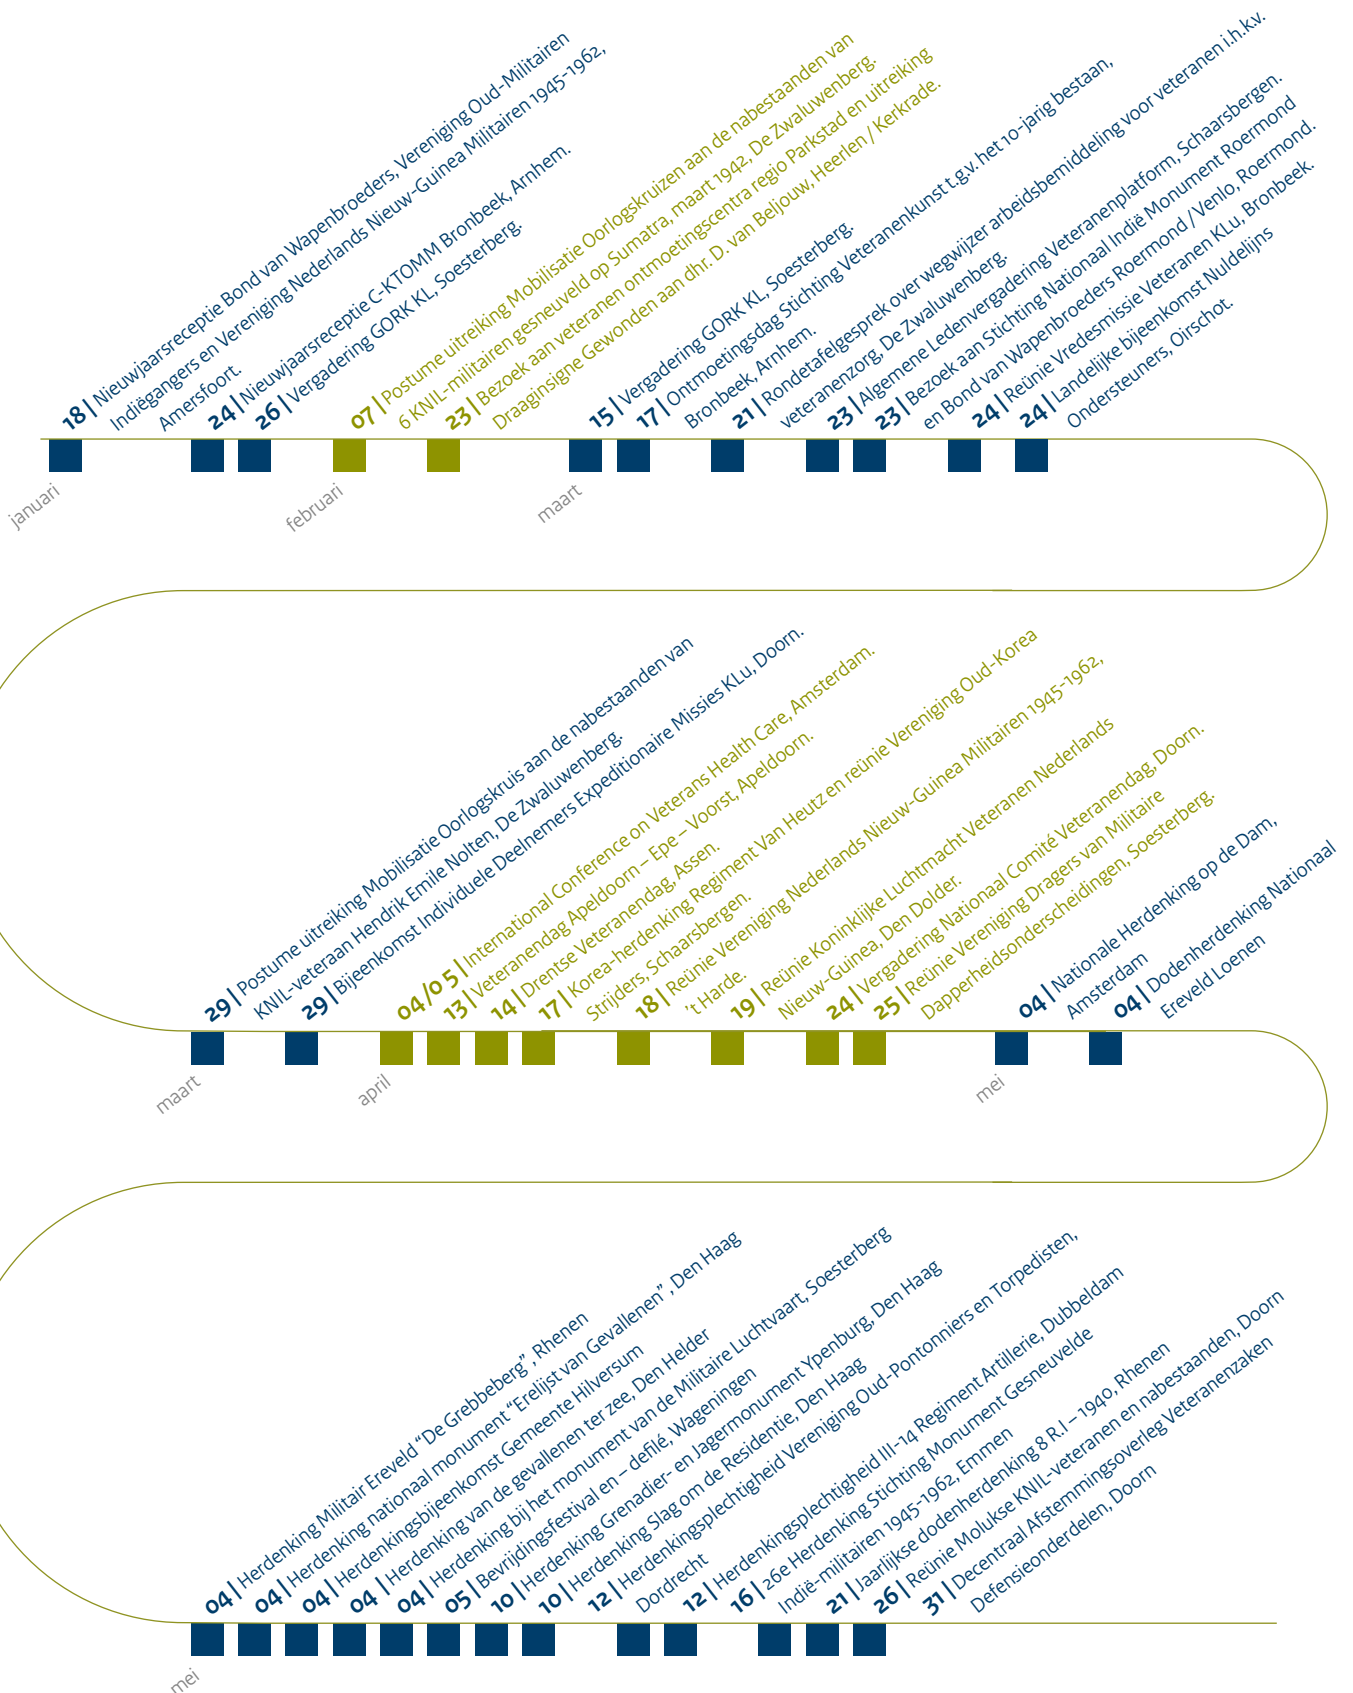 18 | Nieuwjaarsreceptie Bond van Wapenbroeders, Vereniging Oud-Militairen
Indiëgangers en Vereniging Nederlands Nieuw-Guinea Militairen 1945-1962,
Amersfoort.
24 | Nieuwjaarsreceptie C-KTOMM Bronbeek, Arnhem.
26 | Vergadering GORK KL, Soesterberg.
07 | Postume uitreiking Mobilisatie Oorlogskruizen aan de nabestaanden van
6 KNIL-militairen gesneuveld op Sumatra, maart 1942, De Zwaluwenberg.
23 | Bezoek aan veteranen ontmoetingscentra regio Parkstad en uitreiking
Draaginsigne Gewonden aan dhr. D. van Beljouw, Heerlen / Kerkrade.
15 | Vergadering GORK KL, Soesterberg.
17 | Ontmoetingsdag Stichting Veteranenkunst t.g.v. het 10-jarig bestaan,
Bronbeek, Arnhem.
21 | Rondetafelgesprek over wegwijzer arbeidsbemiddeling voor veteranen i.h.k.v.
veteranenzorg, De Zwaluwenberg.
23 | Algemene Ledenvergadering Veteranenplatform, Schaarsbergen.
23 | Bezoek aan Stichting Nationaal Indië Monument Roermond
en Bond van Wapenbroeders Roermond / Venlo, Roermond.
24 | Reünie Vredesmissie Veteranen KLu, Bronbeek.
24 | Landelijke bijeenkomst Nuldelijns
Ondersteuners, Oirschot.
januari
februari
maart
29 | Postume uitreiking Mobilisatie Oorlogskruis aan de nabestaanden van
KNIL-veteraan Hendrik Emile Nolten, De Zwaluwenberg.
29 | Bijeenkomst Individuele Deelnemers Expeditionaire Missies KLu, Doorn.
04/05 | International Conference on Veterans Health Care, Amsterdam.
13 | Veteranendag Apeldoorn – Epe – Voorst, Apeldoorn.
14 | Drentse Veteranendag, Assen.
17 | Korea-herdenking Regiment Van Heutz en reünie Vereniging Oud-Korea
Strijders, Schaarsbergen.
18 | Reünie Vereniging Nederlands Nieuw-Guinea Militairen 1945-1962,
't Harde.
19 | Reünie Koninklijke Luchtmacht Veteranen Nederlands
Nieuw-Guinea, Den Dolder.
24 | Vergadering Nationaal Comité Veteranendag, Doorn.
25 | Reünie Vereniging Dragers van Militaire
Dapperheidsonderscheidingen, Soesterberg.
04 | Nationale Herdenking op de Dam,
Amsterdam
04 | Dodenherdenking Nationaal
Ereveld Loenen
maart
april
mei
04 | Herdenking Militair Ereveld “De Grebbeberg”, Rhenen
04 | Herdenking nationaal monument “Erelijst van Gevallenen”, Den Haag
04 | Herdenkingsbijeenkomst Gemeente Hilversum
04 | Herdenking van de gevallenen ter zee, Den Helder
04 | Herdenking bij het monument van de Militaire Luchtvaart, Soesterberg
05 | Bevrijdingsfestival en – defilé, Wageningen
10 | Herdenking Grenadier- en Jagermonument Ypenburg, Den Haag
10 | Herdenking Slag om de Residentie, Den Haag
12 | Herdenkingsplechtigheid Vereniging Oud-Pontonniers en Torpedisten,
Dordrecht
12 | Herdenkingsplechtigheid III-14 Regiment Artillerie, Dubbeldam
16 | 26e Herdenking Stichting Monument Gesneuvelde
Indië-militairen 1945-1962, Emmen
21 | Jaarlijkse dodenherdenking 8 R.I – 1940, Rhenen
26 | Reünie Molukse KNIL-veteranen en nabestaanden, Doorn
31 | Decentraal Afstemmingsoverleg Veteranenzaken
Defensieonderdelen, Doorn
mei